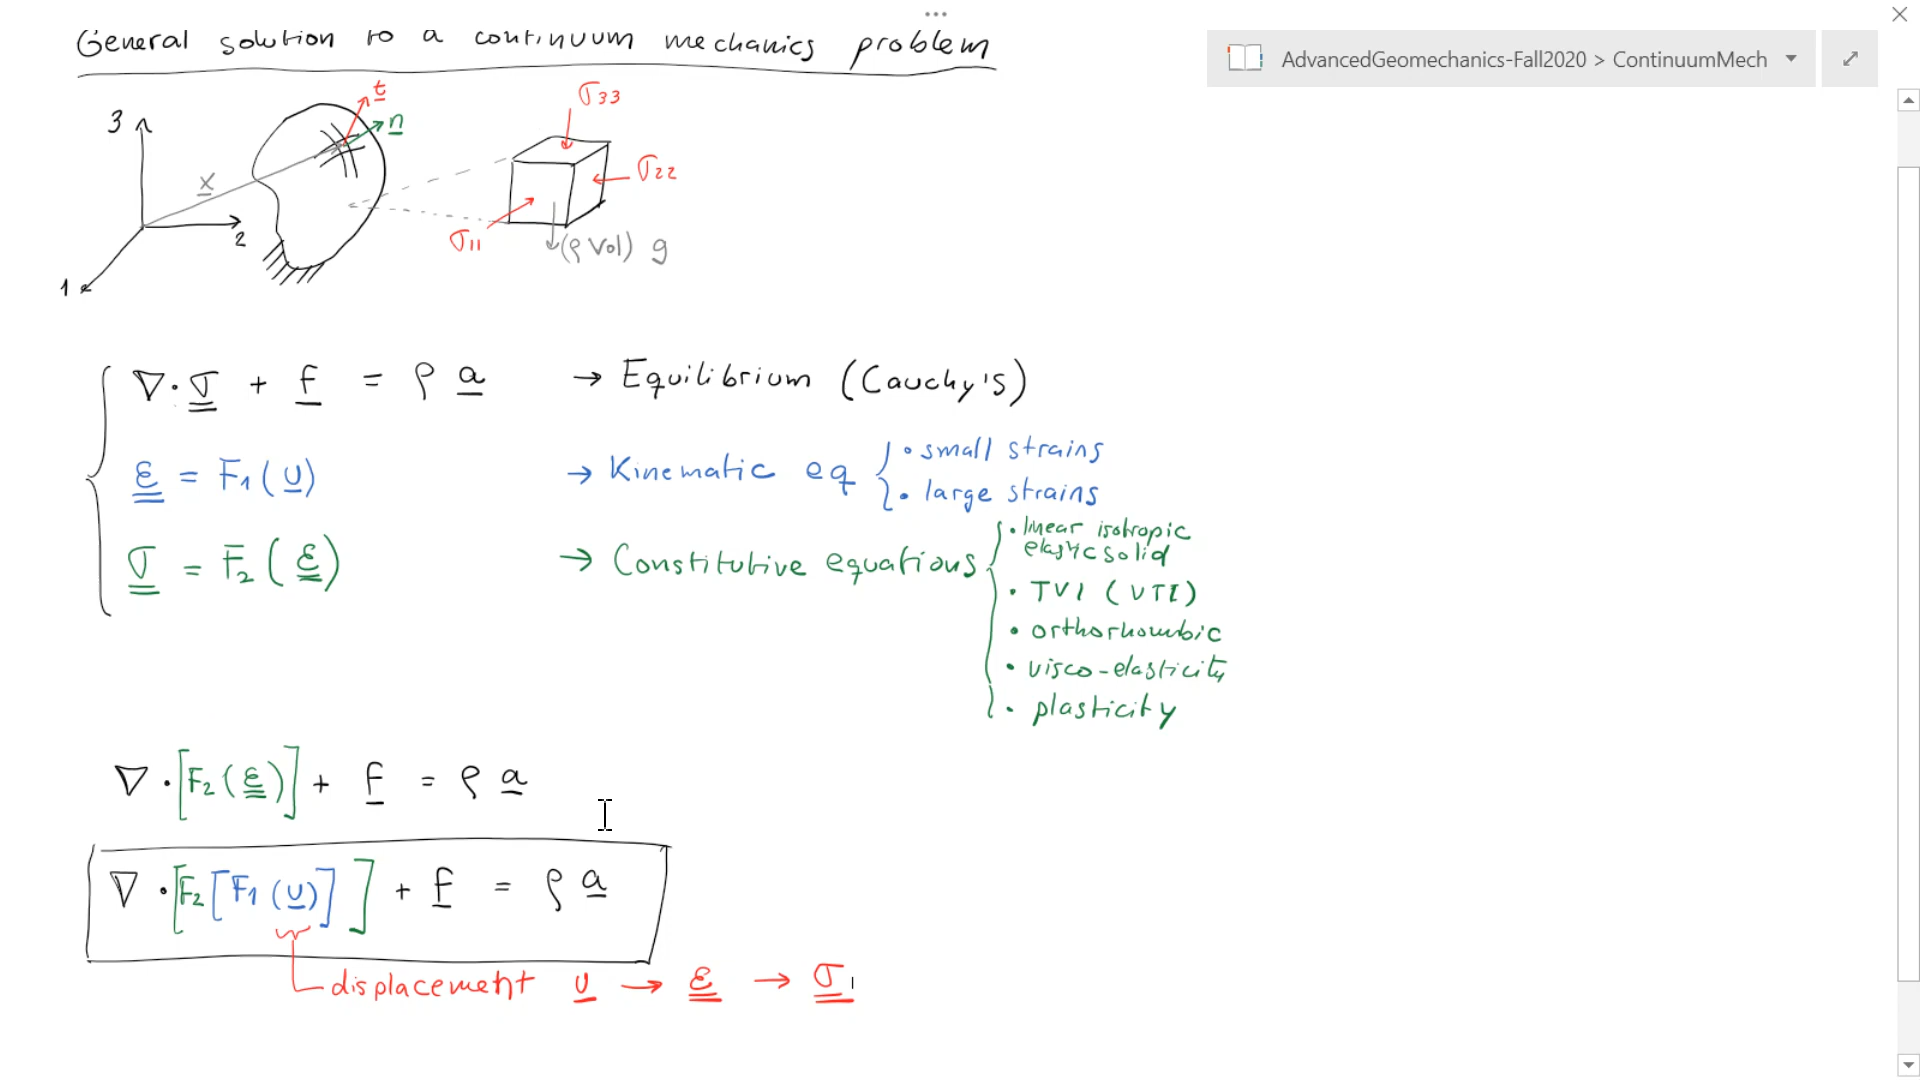 General solution to a continuum mechanics problem
AdvancedGeomechanics-Fall2020 > ContinuumMech
3
t
n
x
2
1
σ33
σ22
σ11
(ρ Vol) g
∇·σ + f = ρ a → Equilibrium (Cauchy's)
ε = F1(u) → Kinematic eq
• small strains
• large strains
σ = F2(ε) → Constitutive equations
• linear isotropic
elastic solid
• TVI (VTI)
• orthorhombic
• visco-elasticity
• plasticity
∇·[F2(ε)] + f = ρ a
∇·[F2[F1(u)]] + f = ρ a
displacement u → ε → σ